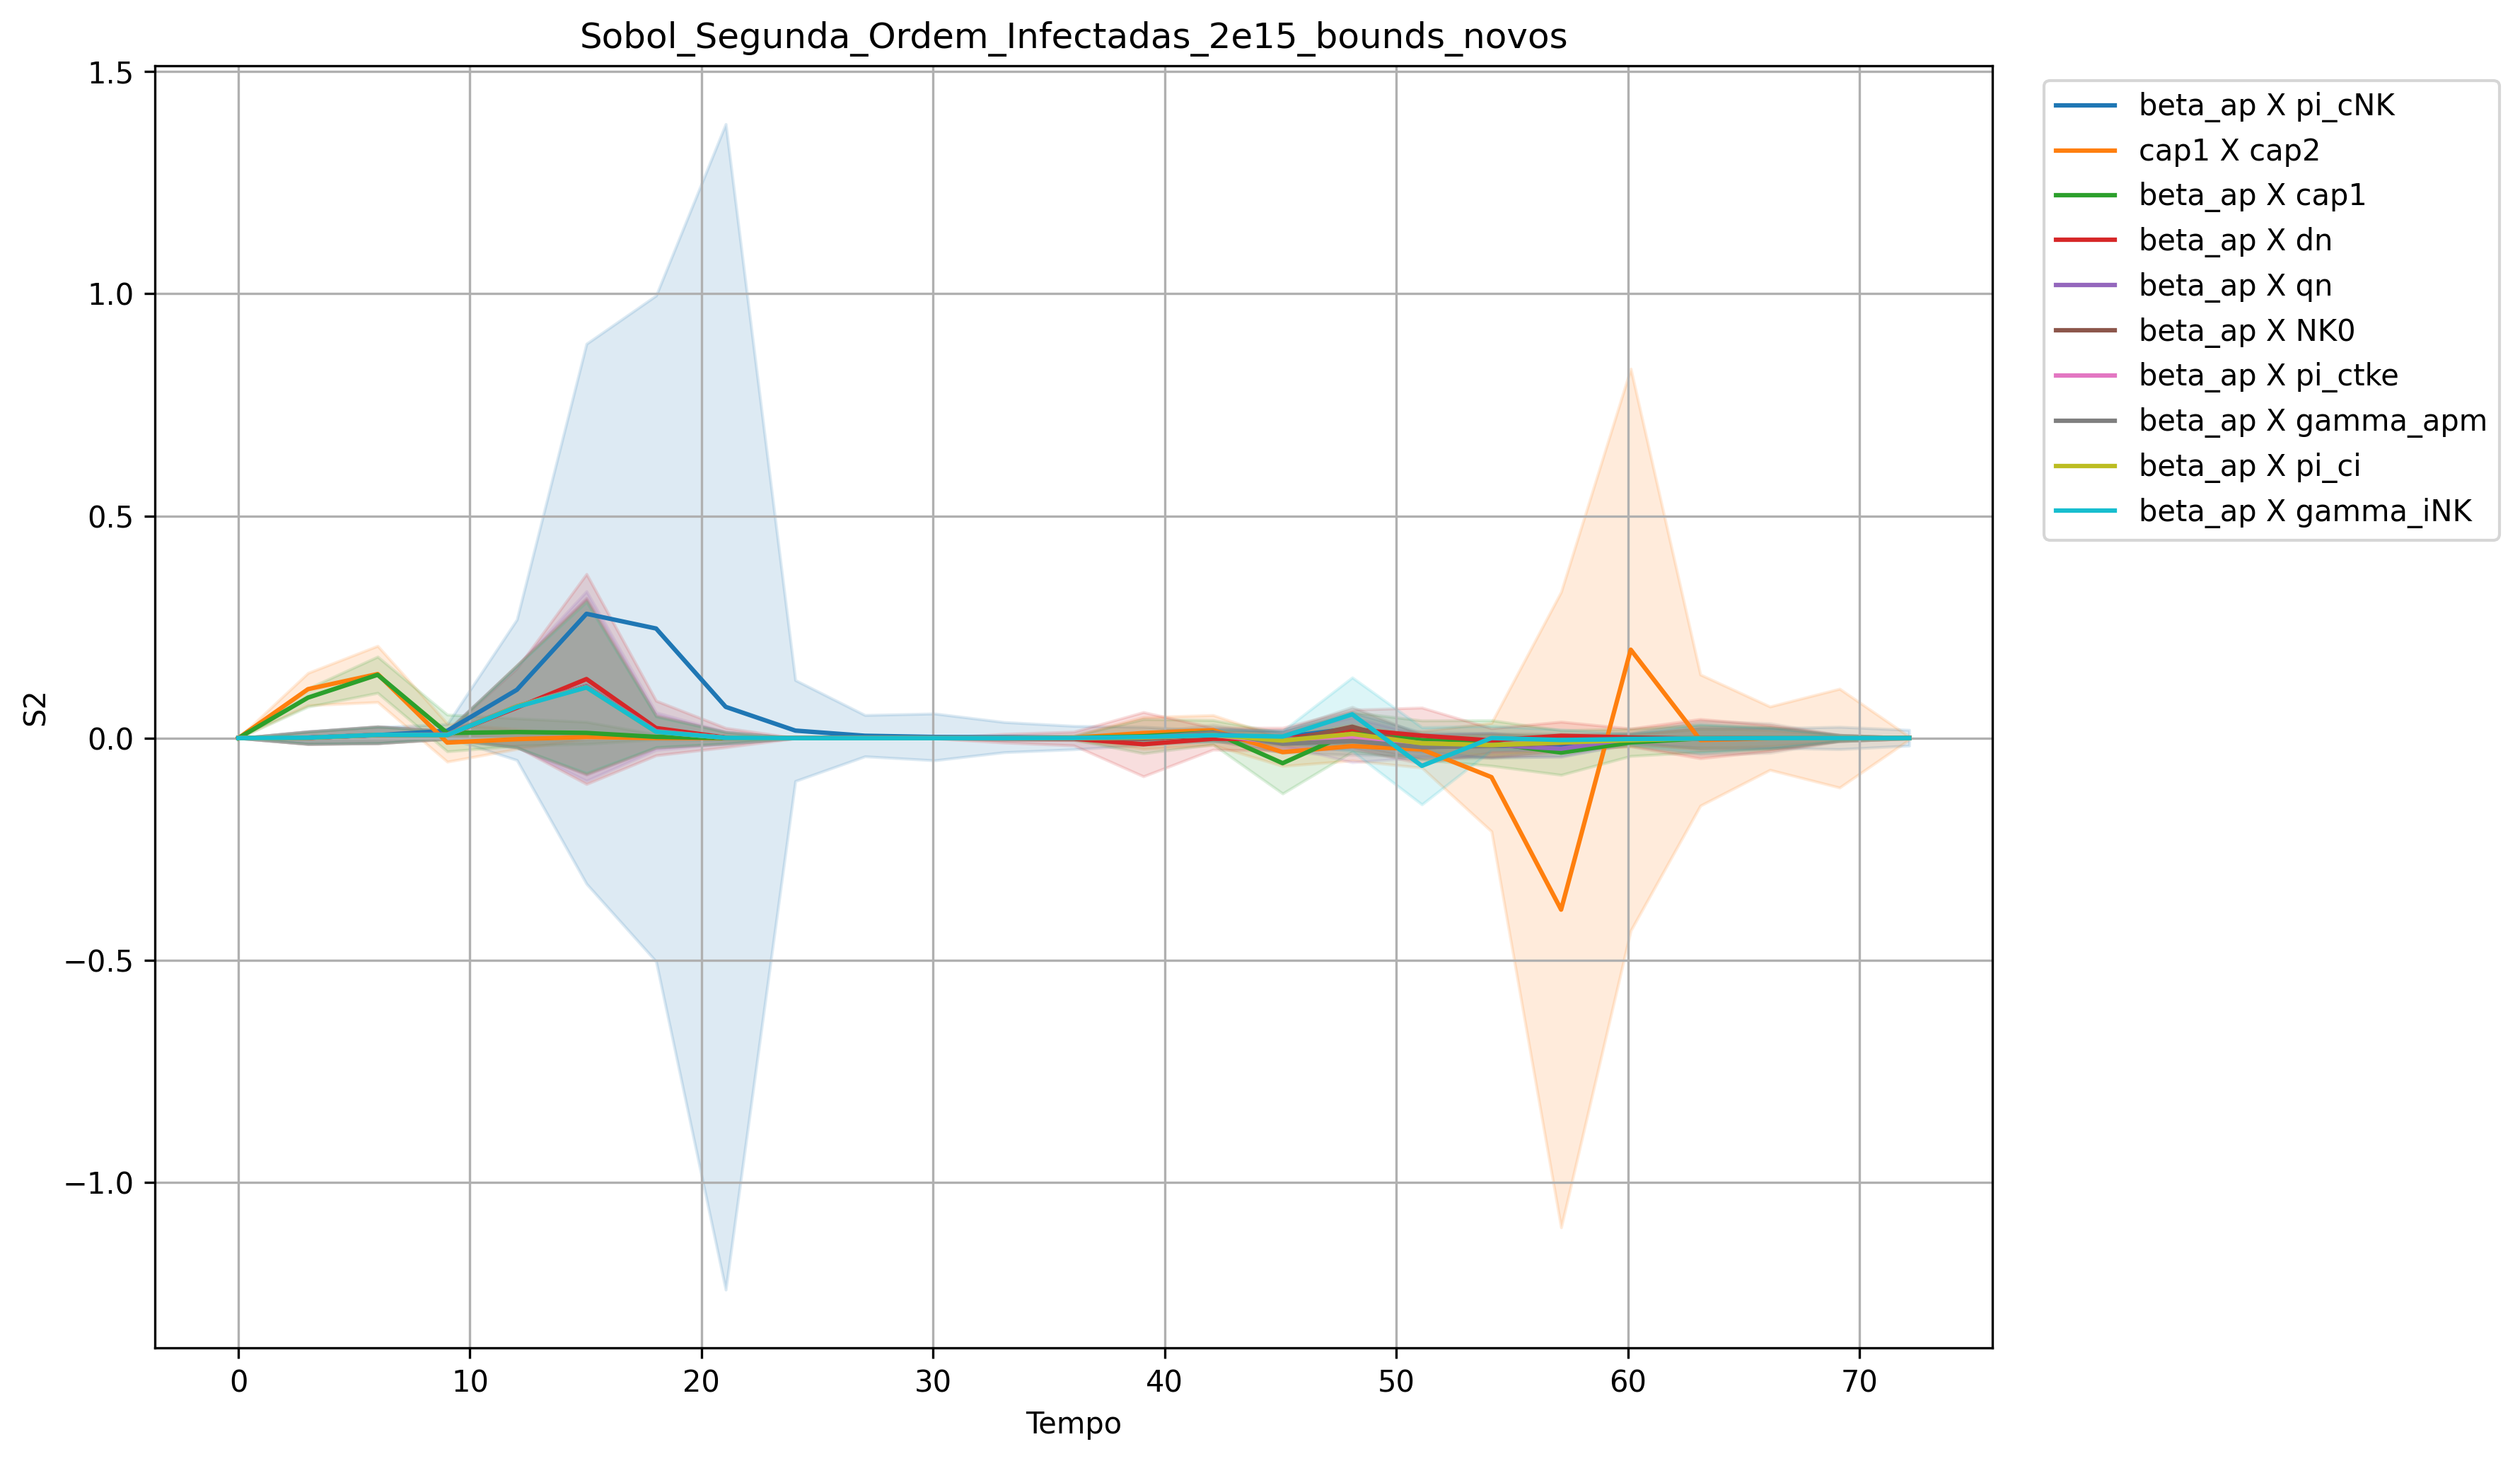 Sobol_Segunda_Ordem_Infectadas_2e15_bounds_novos
1.5
1.0
0.5
0.0
−0.5
−1.0
S2
0 10 20 30 40 50 60 70
Tempo
beta_ap X pi_cNK
cap1 X cap2
beta_ap X cap1
beta_ap X dn
beta_ap X qn
beta_ap X NK0
beta_ap X pi_ctke
beta_ap X gamma_apm
beta_ap X pi_ci
beta_ap X gamma_iNK